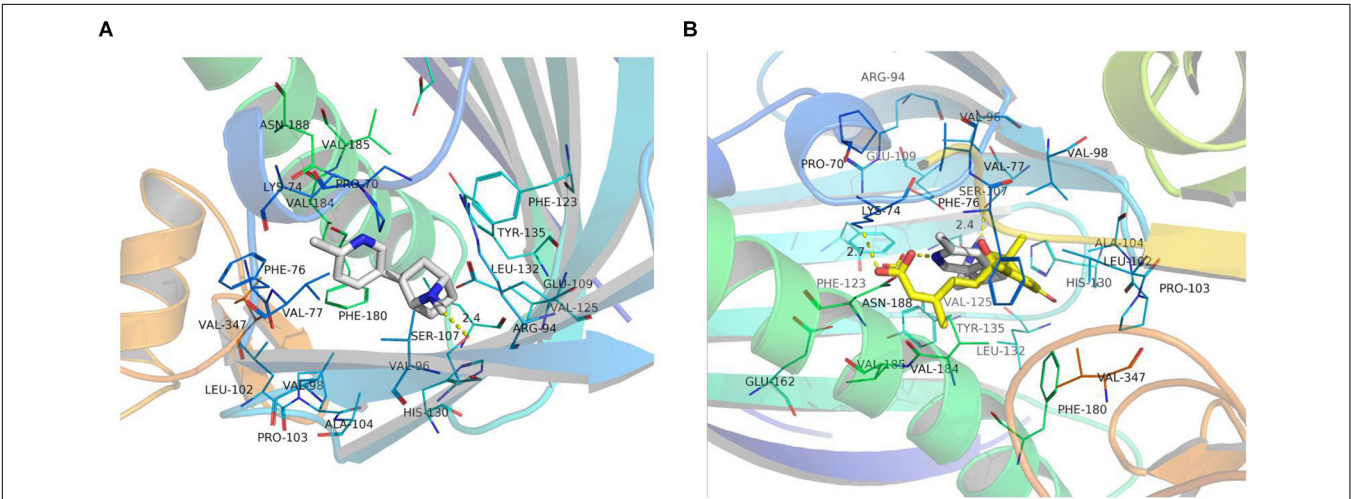 A
ASN-188
VAL-185
LYS-74
PRO-70
VAL-184
PHE-123
TYR-135
LEU-132
PHE-76
GLU-109
VAL-77
PHE-180
VAL-125
VAL-347
2.4
ARG-94
SER-107
VAL-96
LEU-102
VAL-98
HIS-130
ALA-104
PRO-103
B
ARG-94
VAL-96
PRO-70
GLU-109
VAL-77
VAL-98
SER-107
LYS-74
PHE-76
2.4
ALA-104
2.7
LEU-102
HIS-130
PRO-103
PHE-123
ASN-188
VAL-125
TYR-135
LEU-132
VAL-185
VAL-184
GLU-162
VAL-347
PHE-180